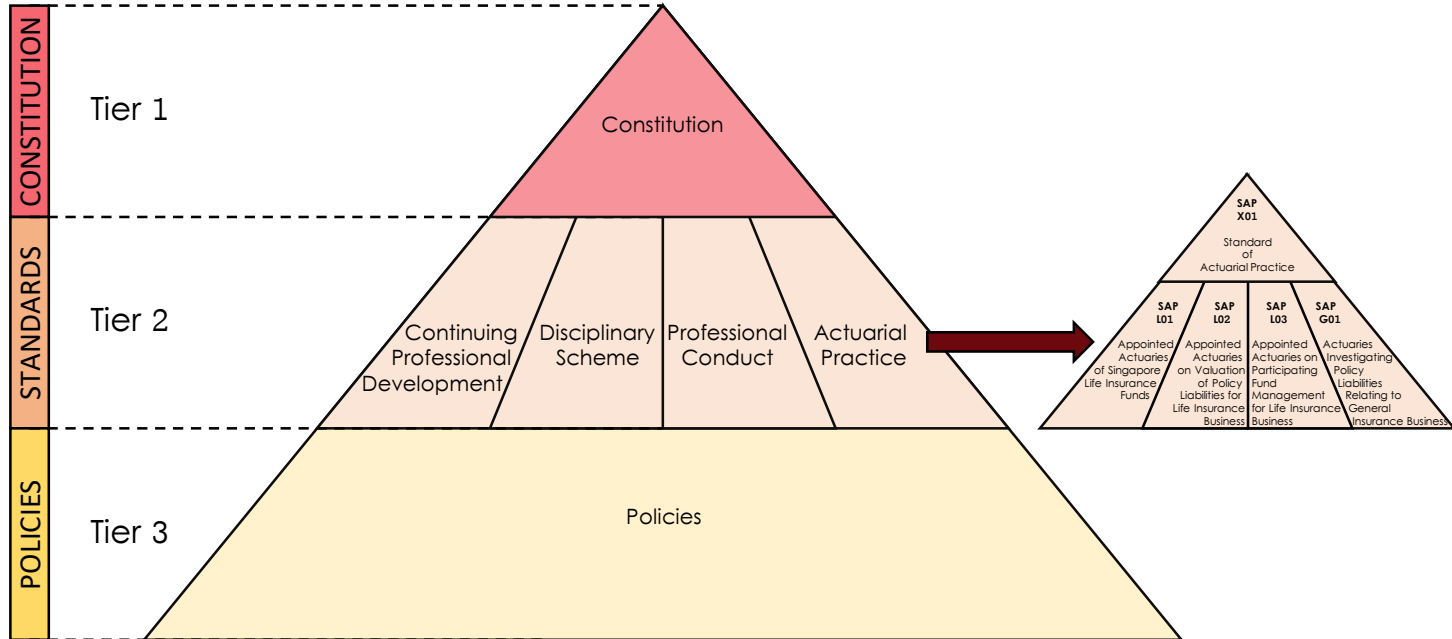 CONSTITUTION
Tier 1
Constitution
STANDARDS
Tier 2
Continuing
Professional
Development
Disciplinary
Scheme
Professional
Conduct
Actuarial
Practice
POLICIES
Tier 3
Policies
SAP
X01
Standard
of
Actuarial Practice
SAP
L01
Appointed
Actuaries
of Singapore
Life Insurance
Funds
SAP
L02
Appointed
Actuaries
on Valuation
of Policy
Liabilities for
Life Insurance
Business
SAP
L03
Appointed
Actuaries on
Participating
Fund
Management
for Life Insurance
Business
SAP
G01
Actuaries
Investigating
Policy
Liabilities
Relating to
General
Insurance Business